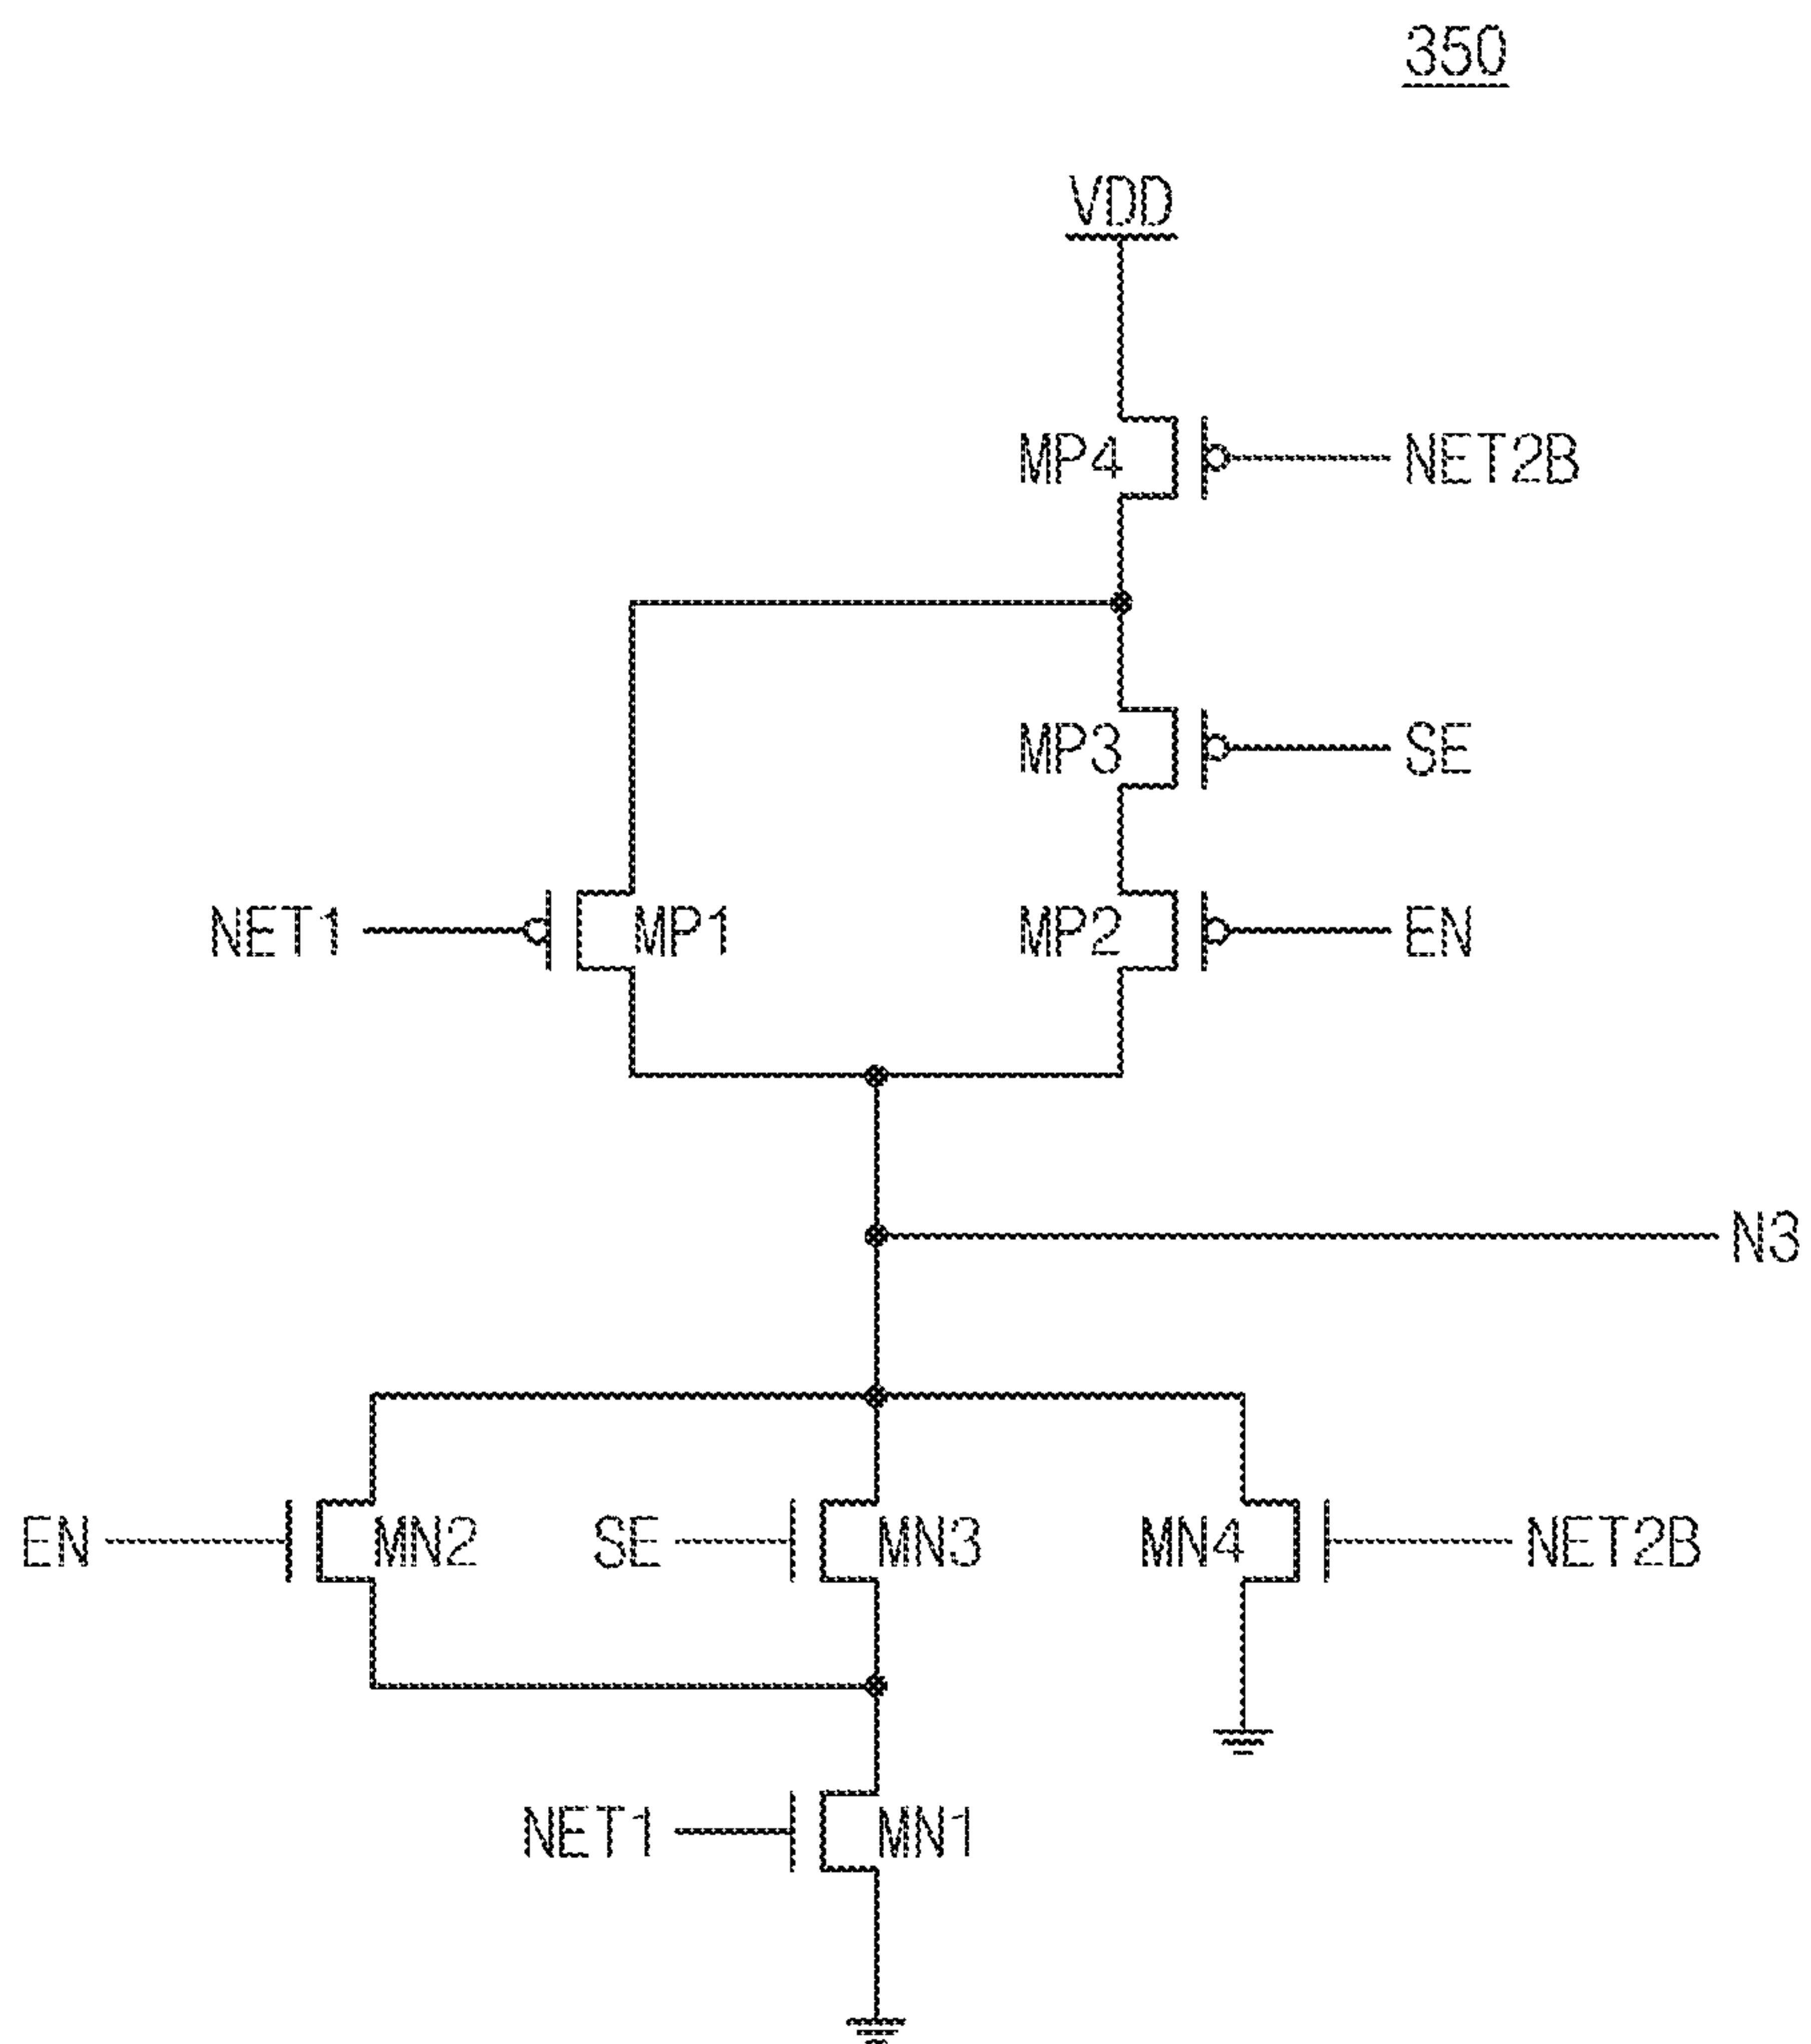 350
VDD
MP4
NET2B
MP3
SE
NET1
MP1
MP2
EN
N3
EN
MN2
SE
MN3
MN4
NET2B
NET1
MN1